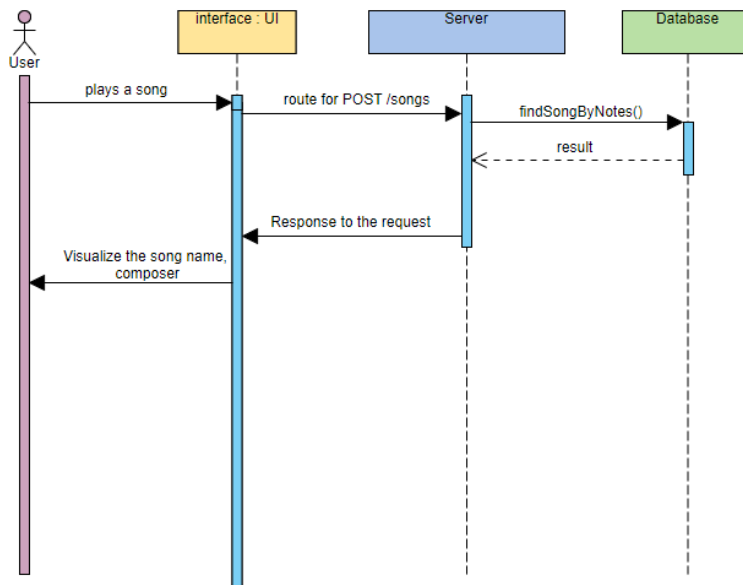 interface : UI
Server
Database
User
plays a song
route for POST /songs
findSongByNotes()
result
Response to the request
Visualize the song name,
composer